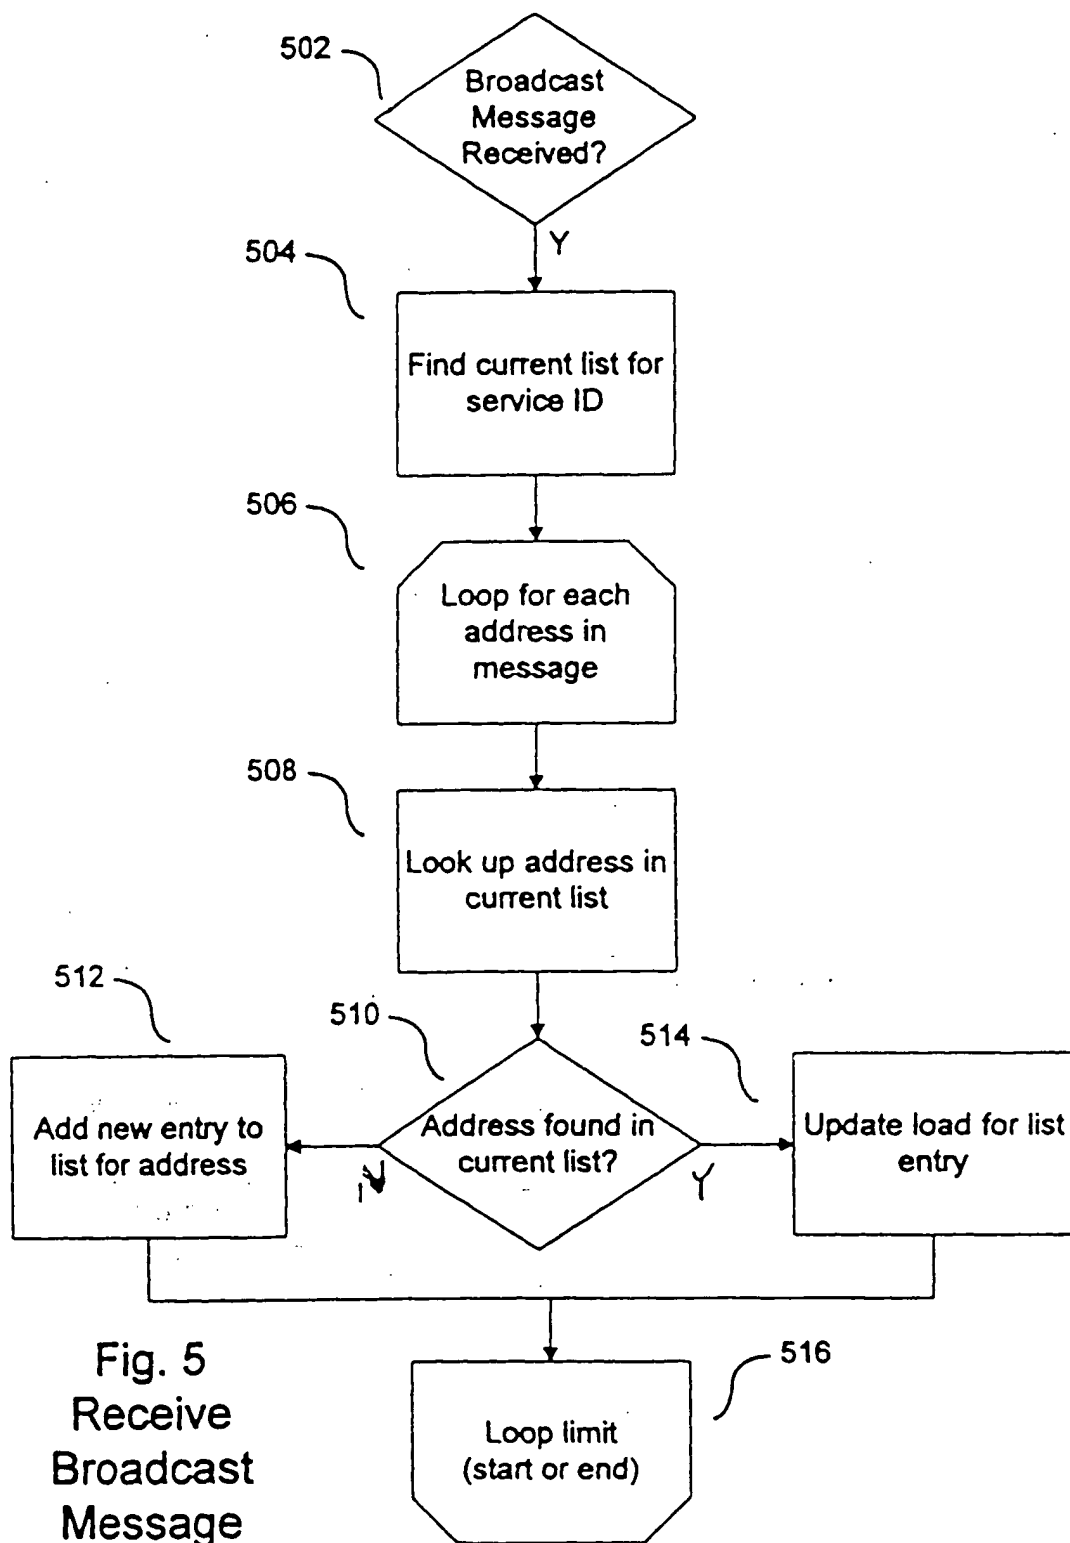 502
Broadcast
Message
Received?
Y
504
Find current list for
service ID
506
Loop for each
address in
message
508
Look up address in
current list
512
510
514
Add new entry to
list for address
Address found in
current list?
Update load for list
entry
N
Y
516
Loop limit
(start or end)
Fig. 5
Receive
Broadcast
Message